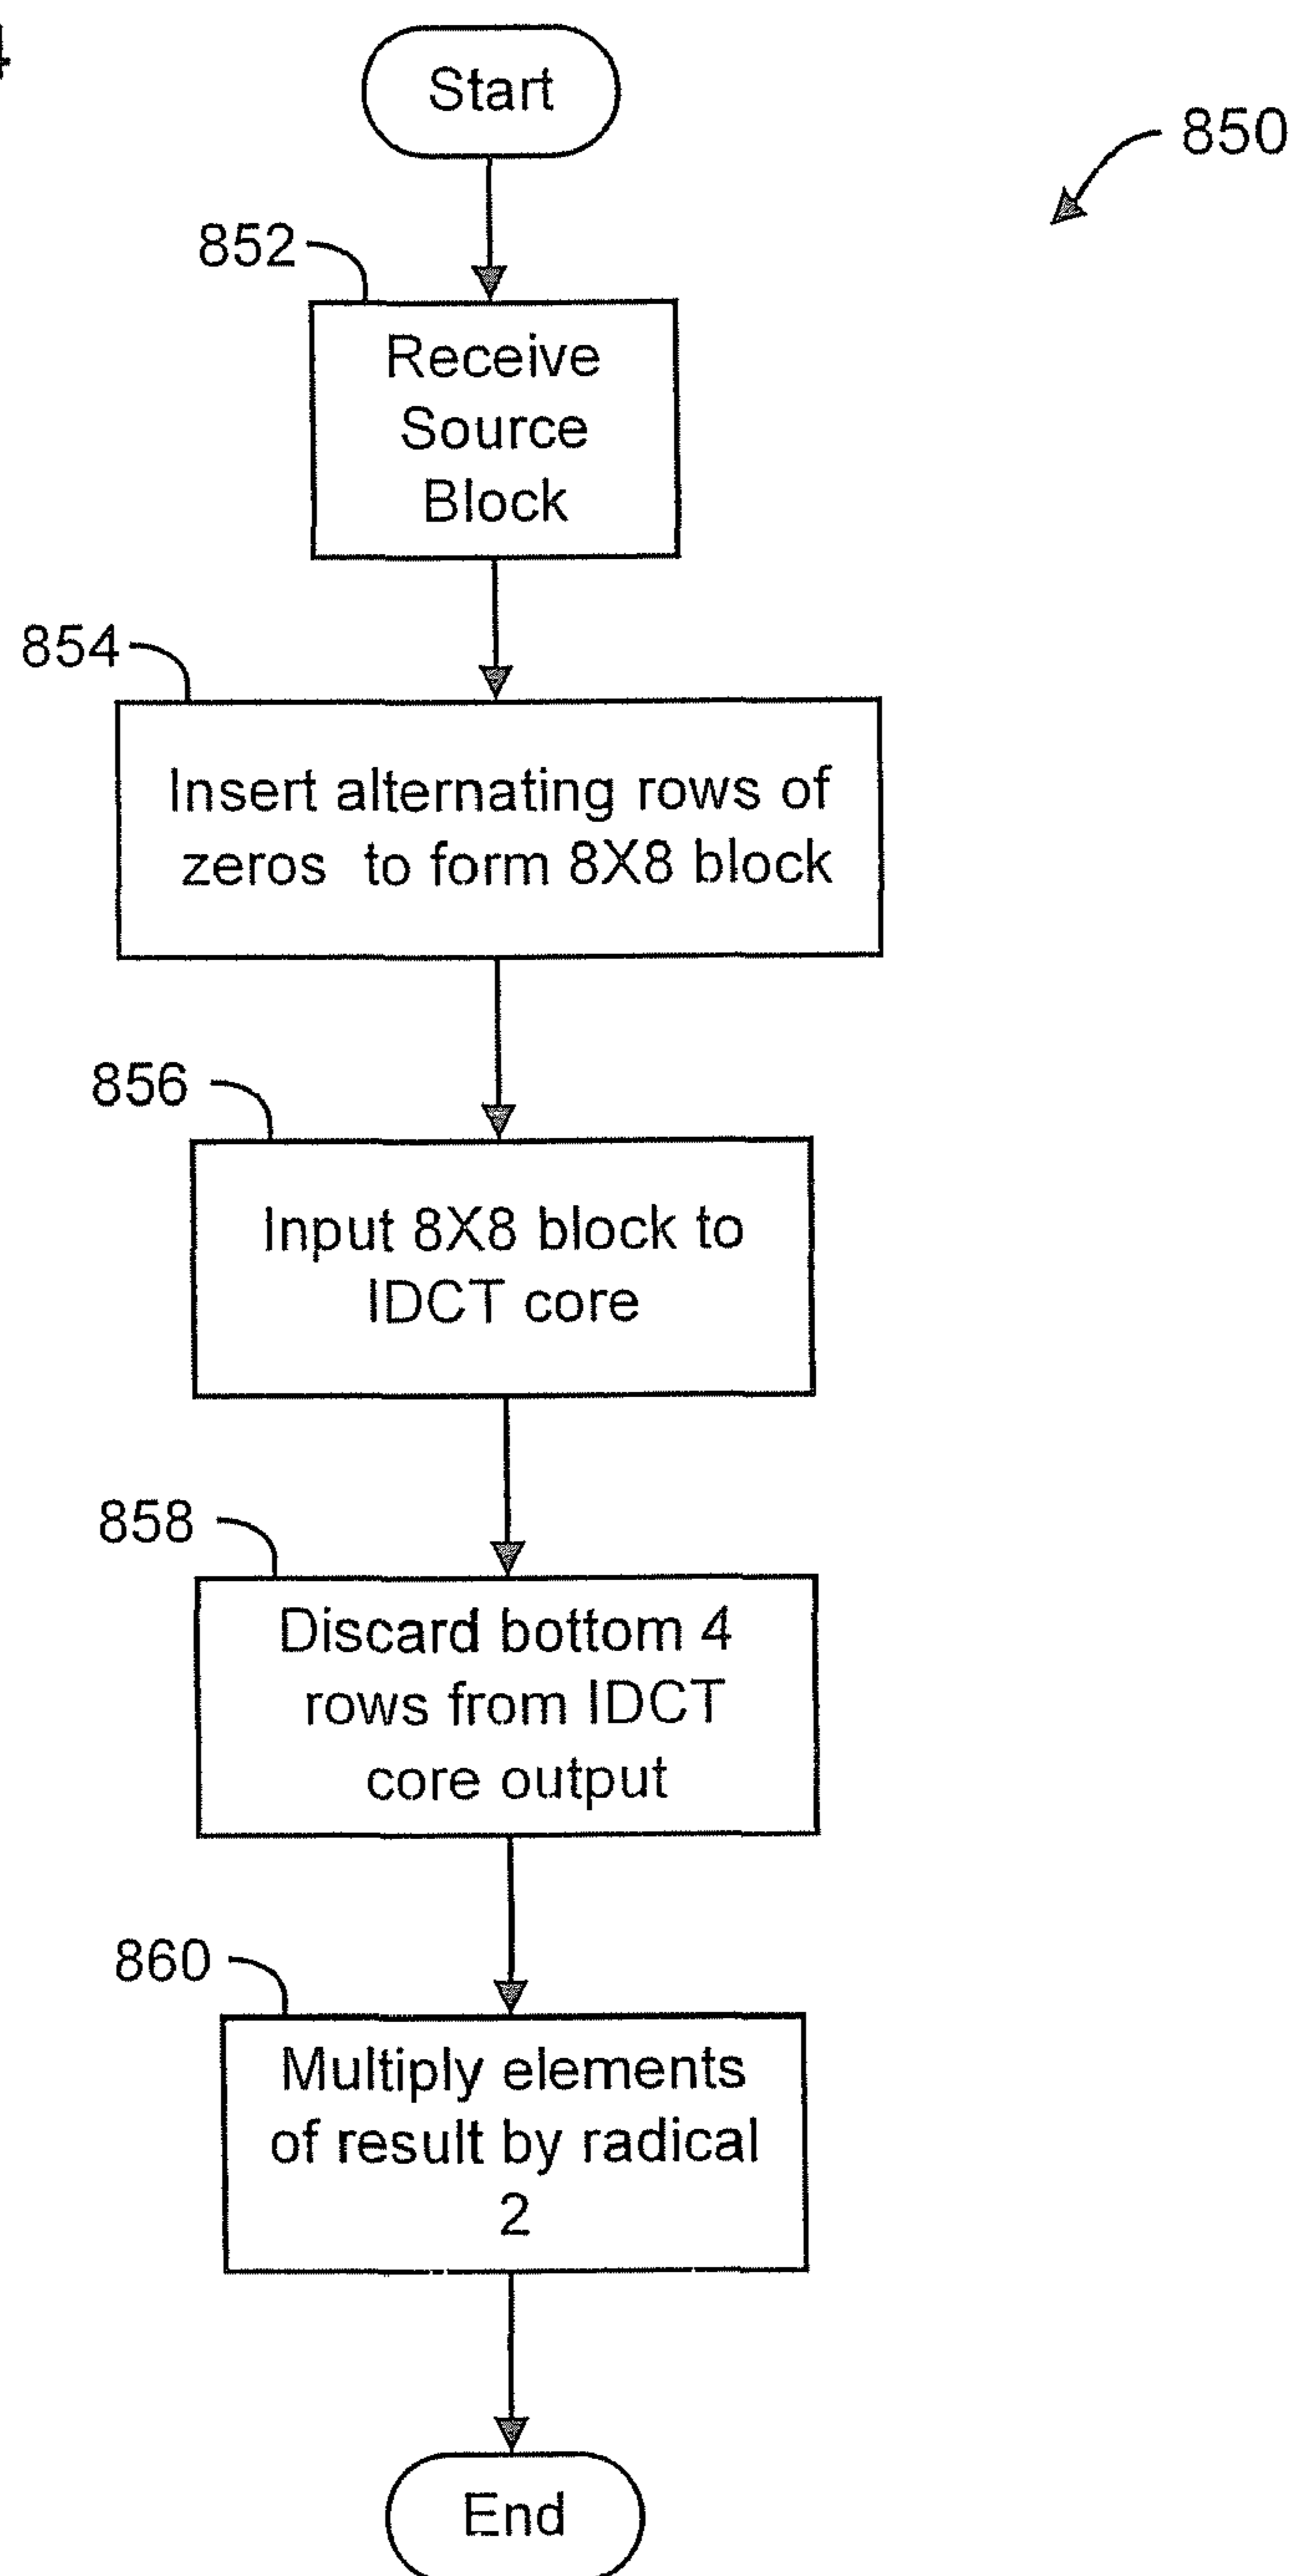 4
Start
850
852
Receive
Source
Block
854
Insert alternating rows of
zeros to form 8X8 block
856
Input 8X8 block to
IDCT core
858
Discard bottom 4
rows from IDCT
core output
860
Multiply elements
of result by radical
2
End